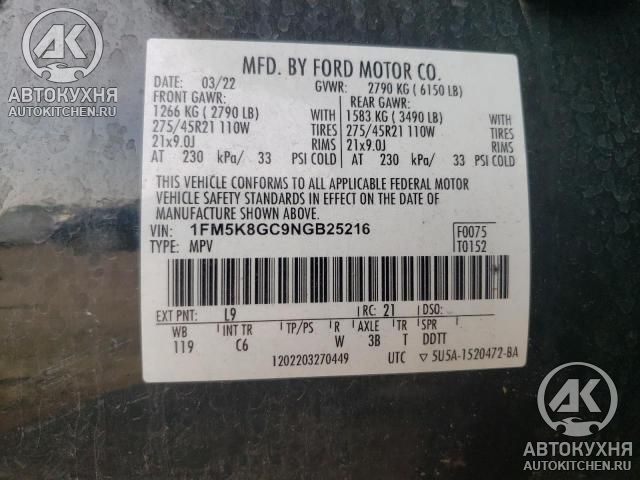 AK
АВТОКУХНЯ
AUTOKITCHEN.RU
MFD. BY FORD MOTOR CO.
DATE: 03/22 GVWR: 2790 KG ( 6150 LB)
FRONT GAWR: REAR GAWR:
1266 KG ( 2790 LB) WITH 1583 KG ( 3490 LB) WITH
275/45R21 110W TIRES 275/45R21 110W TIRES
21x9.0J RIMS 21x9.0J RIMS
AT 230 kPa/ 33 PSI COLD AT 230 kPa/ 33 PSI COLD
THIS VEHICLE CONFORMS TO ALL APPLICABLE FEDERAL MOTOR
VEHICLE SAFETY STANDARDS IN EFFECT ON THE DATE OF
MANUFACTURE SHOWN ABOVE.
VIN: 1FM5K8GC9NGB25216 F0075
TYPE: MPV T0152
EXT PNT: L9 RC: 21 DSO:
WB INT TR TP/PS R AXLE TR SPR
119 C6 W 3B T DDTT
1202203270449 UTC ▽ 5U5A-1520472-BA
AK
АВТОКУХНЯ
AUTOKITCHEN.RU